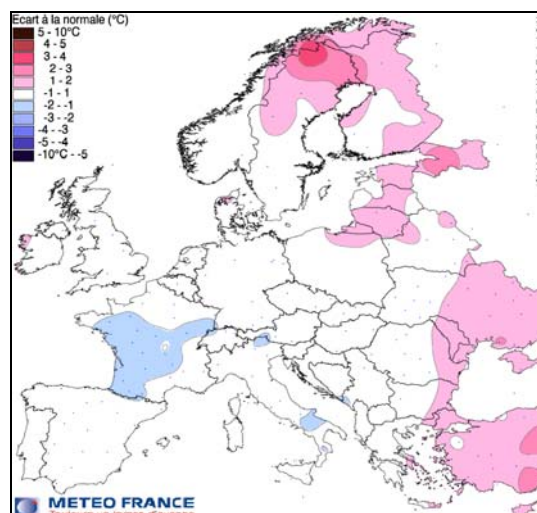 Ecart à la normale (°C)
5 - 10°C
4 - 5
3 - 4
2 - 3
1 - 2
-1 - 1
-2 - -1
-3 - -2
-4 - -3
-5 - -4
-10°C - -5
METEO FRANCE